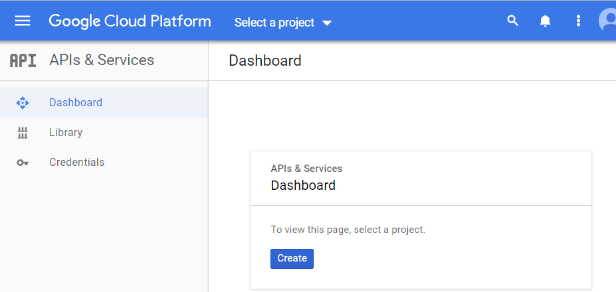 Google Cloud Platform Select a project
API APIs & Services
Dashboard
Dashboard
Library
Credentials
APIs & Services
Dashboard
To view this page, select a project.
Create